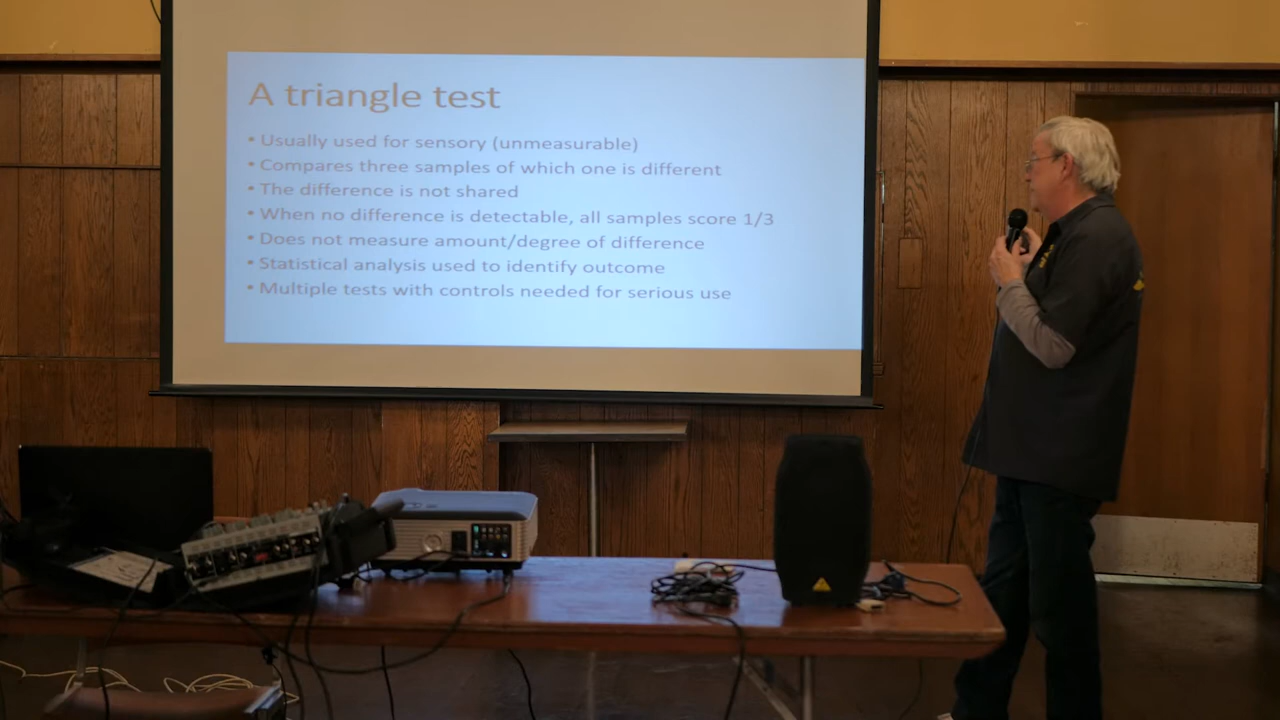 A triangle test
• Usually used for sensory (unmeasurable)
• Compares three samples of which one is different
• The difference is not shared
• When no difference is detectable, all samples score 1/3
• Does not measure amount/degree of difference
• Statistical analysis used to identify outcome
• Multiple tests with controls needed for serious use